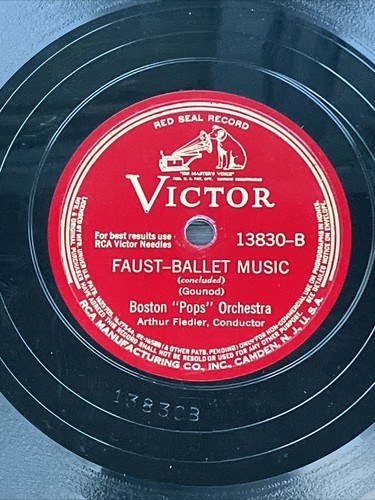 RED SEAL RECORD
"HIS MASTER'S VOICE"
VICTOR
For best results use
RCA Victor Needles
13830-B
FAUST–BALLET MUSIC
(concluded)
(Gounod)
Boston "Pops" Orchestra
Arthur Fiedler, Conductor
RCA MANUFACTURING CO., INC., CAMDEN, N. J., U. S. A.
13830B